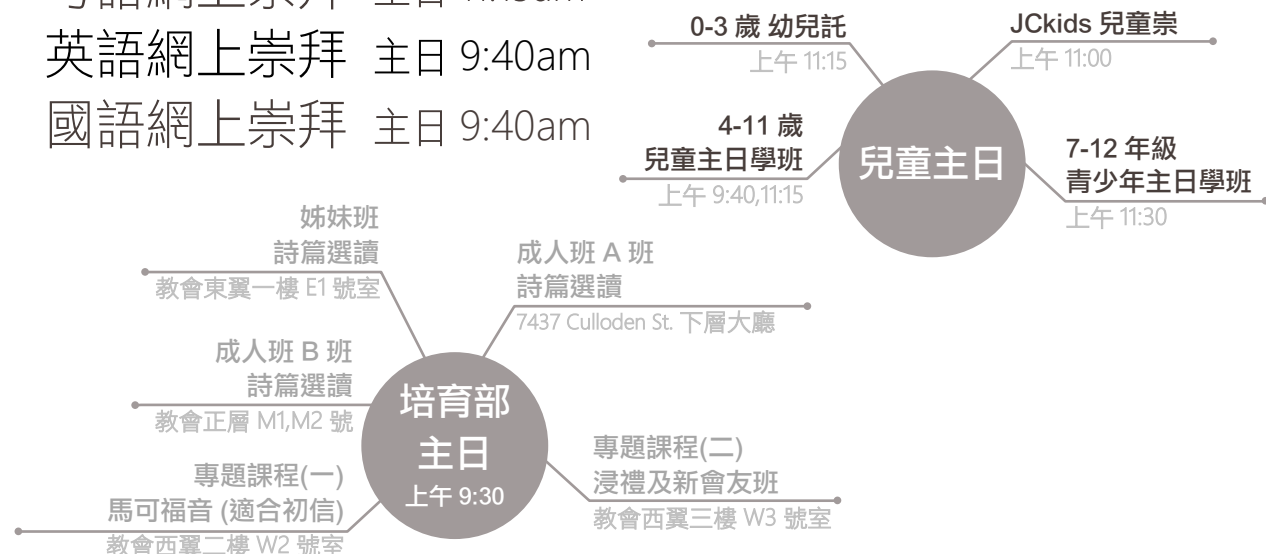 英語網上崇拜 主日 9:40am
國語網上崇拜 主日 9:40am
0-3 歲 幼兒託
上午 11:15
JCkids 兒童崇
上午 11:00
4-11 歲
兒童主日學班
上午 9:40,11:15
兒童主日
7-12 年級
青少年主日學班
上午 11:30
姊妹班
詩篇選讀
教會東翼一樓 E1 號室
成人班 A 班
詩篇選讀
7437 Culloden St. 下層大廳
成人班 B 班
詩篇選讀
教會正層 M1,M2 號
培育部
主日
上午 9:30
專題課程(一)
馬可福音 (適合初信)
教會西翼二樓 W2 號室
專題課程(二)
浸禮及新會友班
教會西翼三樓 W3 號室